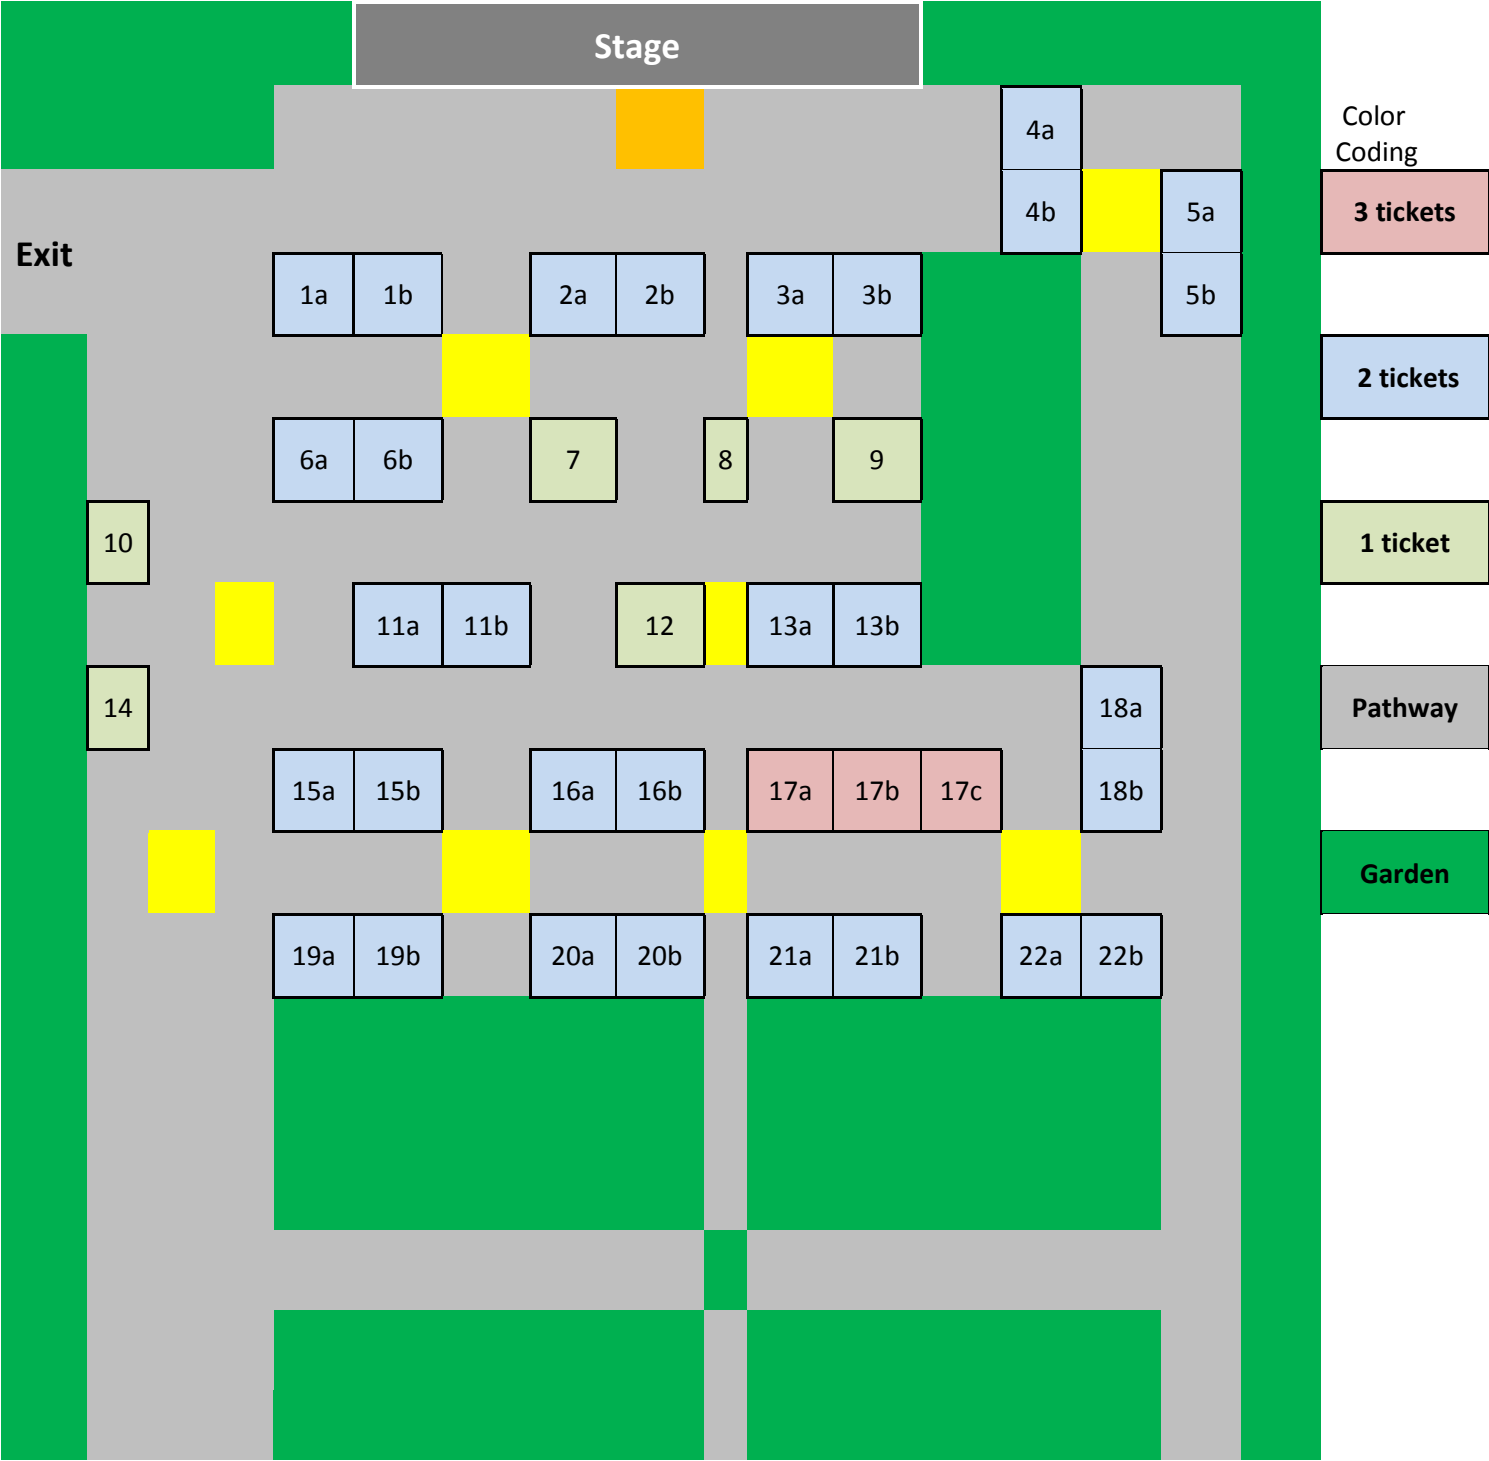 Stage
4a
Color
Coding
4b
5a
3 tickets
Exit
1a 1b 2a 2b 3a 3b 5b
2 tickets
6a 6b 7 8 9
10
1 ticket
11a 11b 12 13a 13b
14
18a
Pathway
15a 15b 16a 16b 17a 17b 17c 18b
Garden
19a 19b 20a 20b 21a 21b 22a 22b